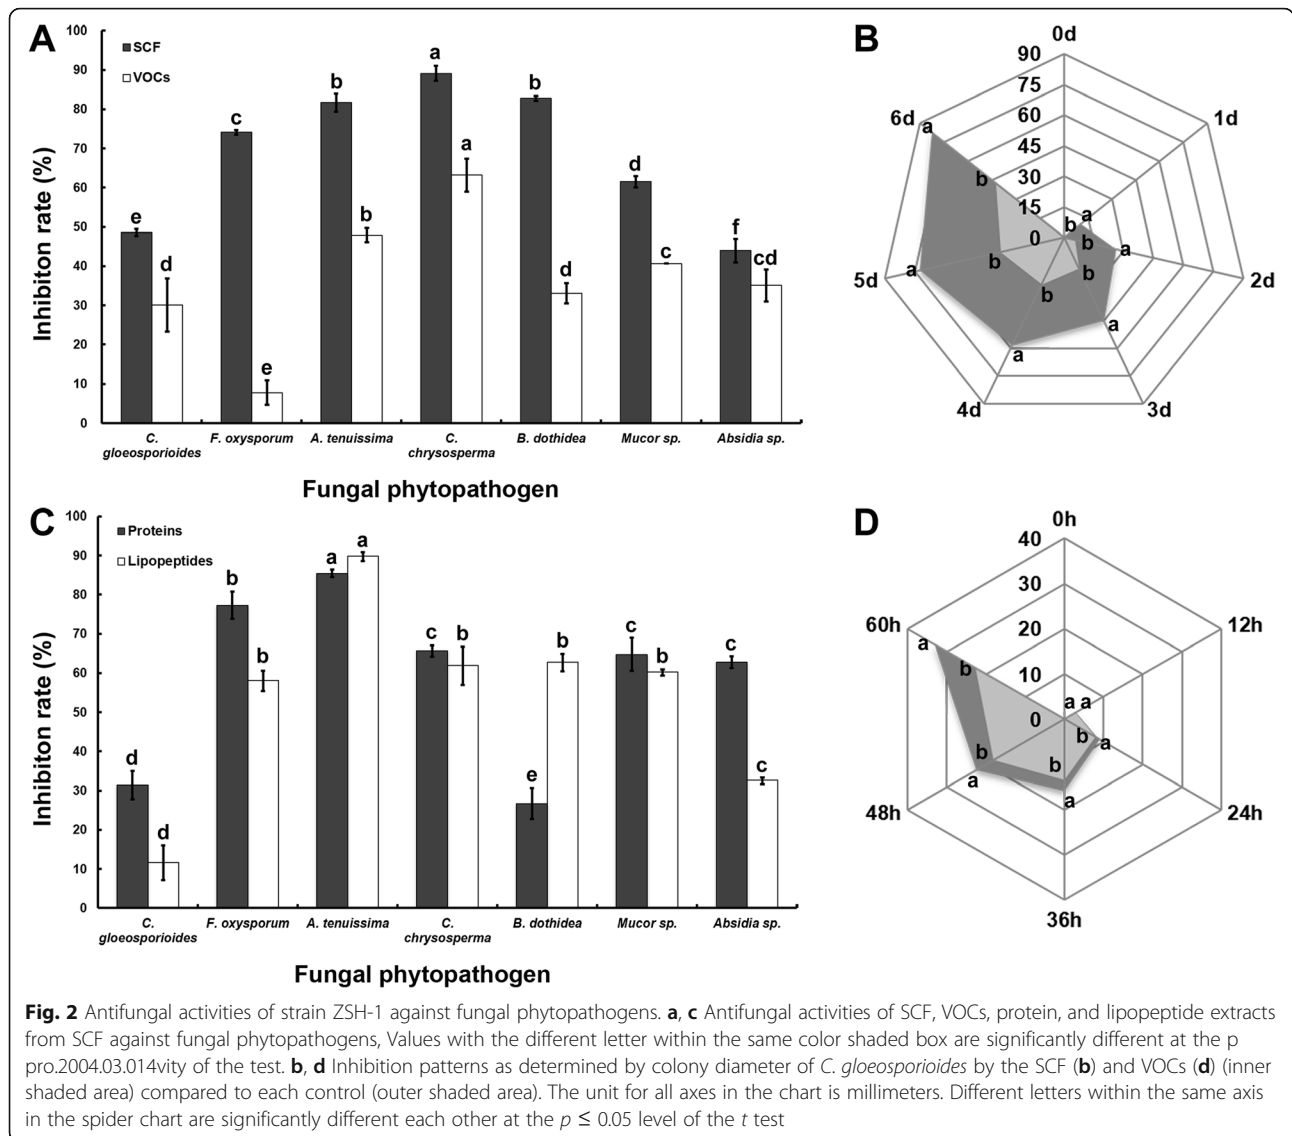 A
SCF
VOCs
Inhibiton rate (%)
100
90
80
70
60
50
40
30
20
10
0
e
d
c
e
b
b
a
a
b
d
d
c
f
cd
C. gloeosporioides
F. oxysporum
A. tenuissima
C. chrysosperma
B. dothidea
Mucor sp.
Absidia sp.
Fungal phytopathogen
B
0d
1d
2d
3d
4d
5d
6d
90
75
60
45
30
15
0
a
b
a
b
a
b
a
b
a
b
a
b
C
Proteins
Lipopeptides
Inhibiton rate (%)
100
90
80
70
60
50
40
30
20
10
0
d
d
b
b
a
a
c
b
e
b
c
b
c
c
C. gloeosporioides
F. oxysporum
A. tenuissima
C. chrysosperma
B. dothidea
Mucor sp.
Absidia sp.
Fungal phytopathogen
D
0h
12h
24h
36h
48h
60h
40
30
20
10
0
a a
b
a
b
a
b
a
b
a
Fig. 2 Antifungal activities of strain ZSH-1 against fungal phytopathogens. a, c Antifungal activities of SCF, VOCs, protein, and lipopeptide extracts
from SCF against fungal phytopathogens, Values with the different letter within the same color shaded box are significantly different at the p
pro.2004.03.014vity of the test. b, d Inhibition patterns as determined by colony diameter of C. gloeosporioides by the SCF (b) and VOCs (d) (inner
shaded area) compared to each control (outer shaded area). The unit for all axes in the chart is millimeters. Different letters within the same axis
in the spider chart are significantly different each other at the p ≤ 0.05 level of the t test